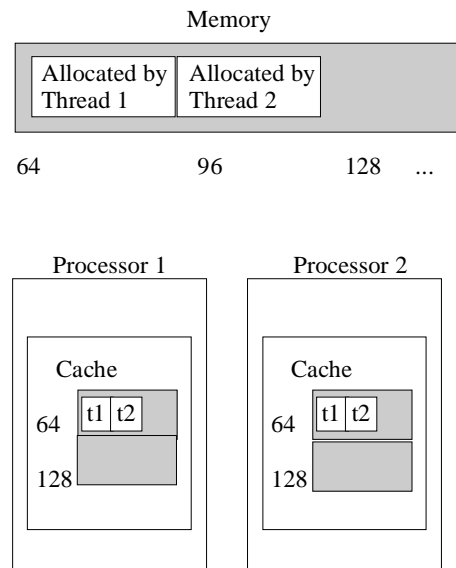 Memory
Allocated by
Thread 1
Allocated by
Thread 2
64 96 128 ...
Processor 1
Cache
64
t1 t2
128
Processor 2
Cache
64
t1 t2
128